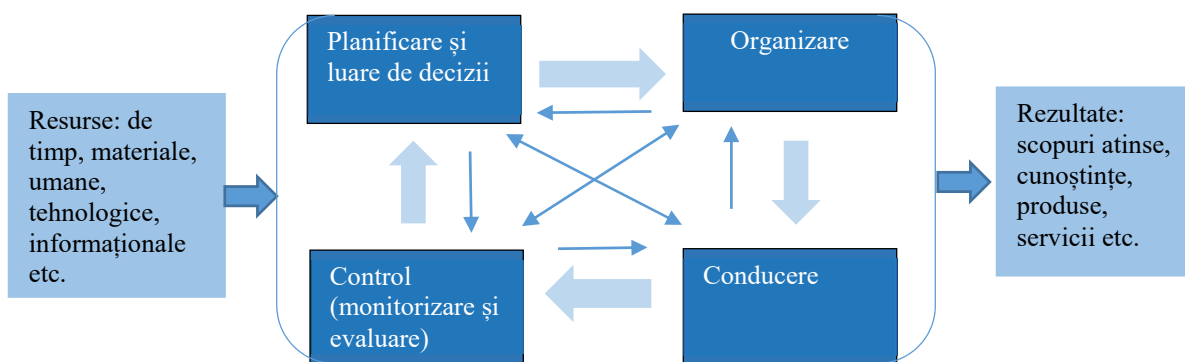 Resurse: de
timp, materiale,
umane,
tehnologice,
informaționale
etc.
Planificare și
luare de decizii
Organizare
Control
(monitorizare și
evaluare)
Conducere
Rezultate:
scopuri atinse,
cunoștințe,
produse,
servicii etc.